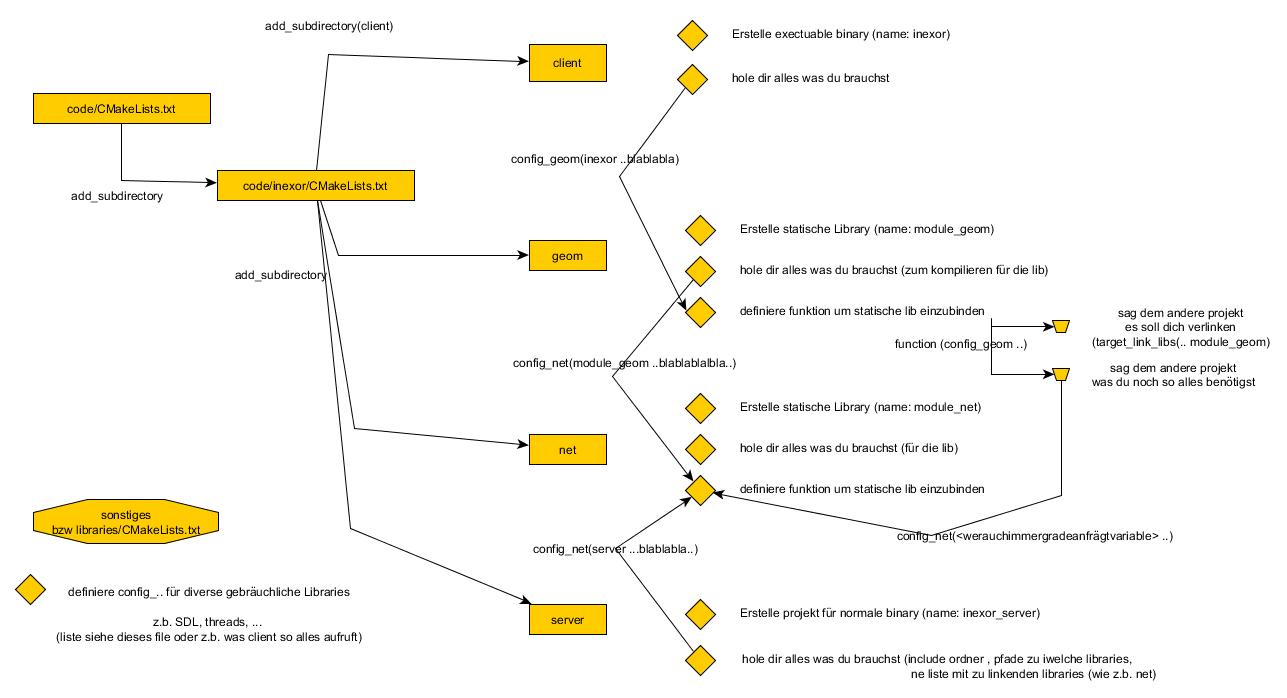 add_subdirectory(client)
client
Erstelle exectuable binary (name: inexor)
hole dir alles was du brauchst
code/CMakeLists.txt
config_geom(inexor ..blablabla)
code/inexor/CMakeLists.txt
add_subdirectory
Erstelle statische Library (name: module_geom)
geom
add_subdirectory
hole dir alles was du brauchst (zum kompilieren für die lib)
definiere funktion um statische lib einzubinden
sag dem andere projekt
es soll dich verlinken
(target_link_libs(.. module_geom)
function (config_geom ..)
config_net(module_geom ..blablablalbla..)
sag dem andere projekt
was du noch so alles benötigst
Erstelle statische Library (name: module_net)
net
hole dir alles was du brauchst (für die lib)
definiere funktion um statische lib einzubinden
sonstiges
bzw libraries/CMakeLists.txt
config_net(<werauchimmergradeanfrägtvariable> ..)
config_net(server ...blablabla..)
definiere config_.. für diverse gebräuchliche Libraries
z.b. SDL, threads, ...
(liste siehe dieses file oder z.b. was client so alles aufruft)
server
Erstelle projekt für normale binary (name: inexor_server)
hole dir alles was du brauchst (include ordner , pfade zu iwelche libraries,
ne liste mit zu linkenden libraries (wie z.b. net)